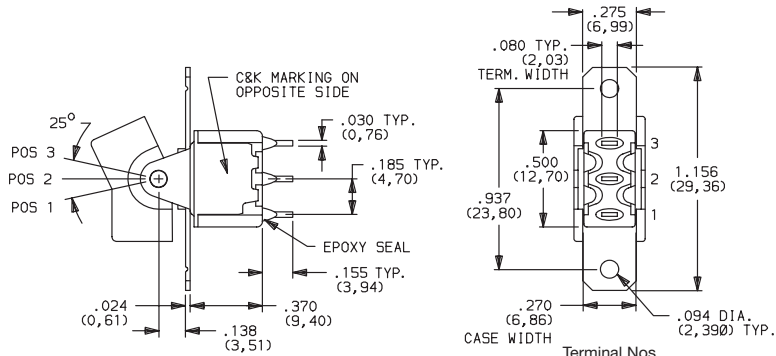 C&K MARKING ON
OPPOSITE SIDE
25°
POS 3
POS 2
POS 1
.030 TYP.
(0,76)
.185 TYP.
(4,70)
EPOXY SEAL
.155 TYP.
(3,94)
.024
(0,61)
.370
(9,40)
.138
(3,51)
.275
(6,99)
.080 TYP.
(2,03)
TERM. WIDTH
3
.500
(12,70)
2
1.156
(29,36)
.937
(23,80)
1
.270
(6,86)
CASE WIDTH
.094 DIA.
(2,390) TYP.
Terminal Nos.